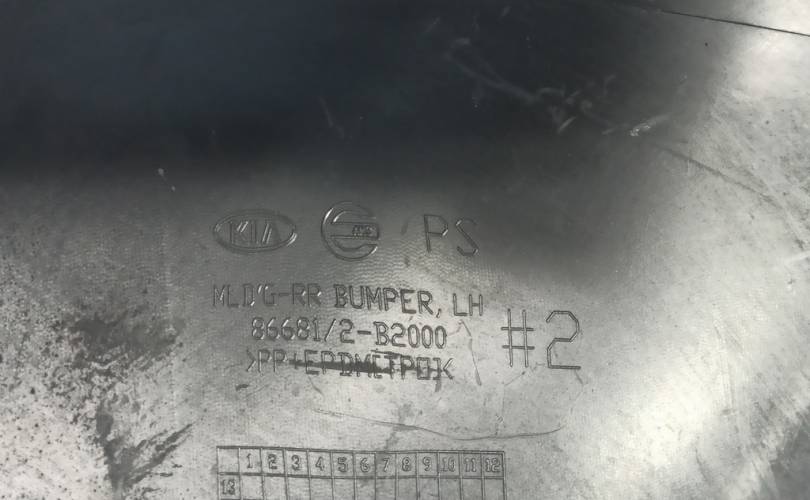 KIA PS
MLD'G-RR BUMPER, LH
86681/2-B2000 #2
>PP+EPDM[TPO]<
1 2 3 4 5 6 7 8 9 10 11 12
13